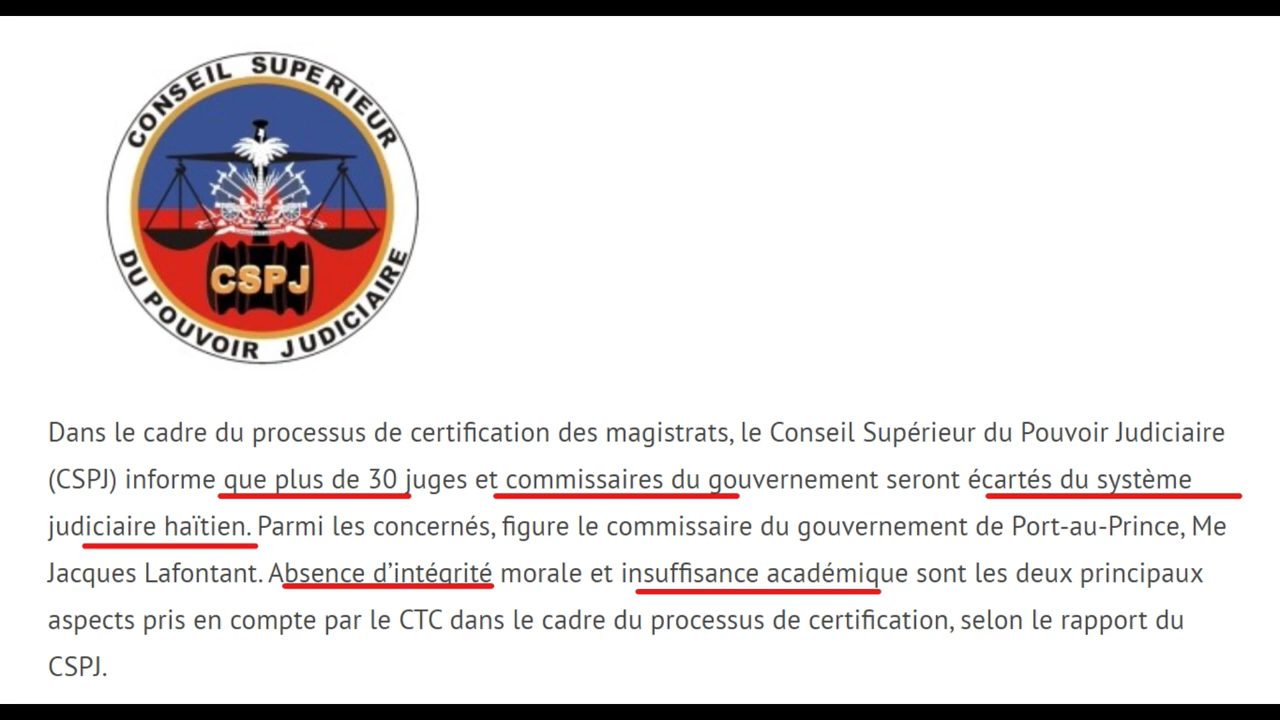 CONSEIL SUPERIEUR
CSPJ
DU POUVOIR JUDICIAIRE
Dans le cadre du processus de certification des magistrats, le Conseil Supérieur du Pouvoir Judiciaire
(CSPJ) informe que plus de 30 juges et commissaires du gouvernement seront écartés du système
judiciaire haïtien. Parmi les concernés, figure le commissaire du gouvernement de Port-au-Prince, Me
Jacques Lafontant. Absence d’intégrité morale et insuffisance académique sont les deux principaux
aspects pris en compte par le CTC dans le cadre du processus de certification, selon le rapport du
CSPJ.